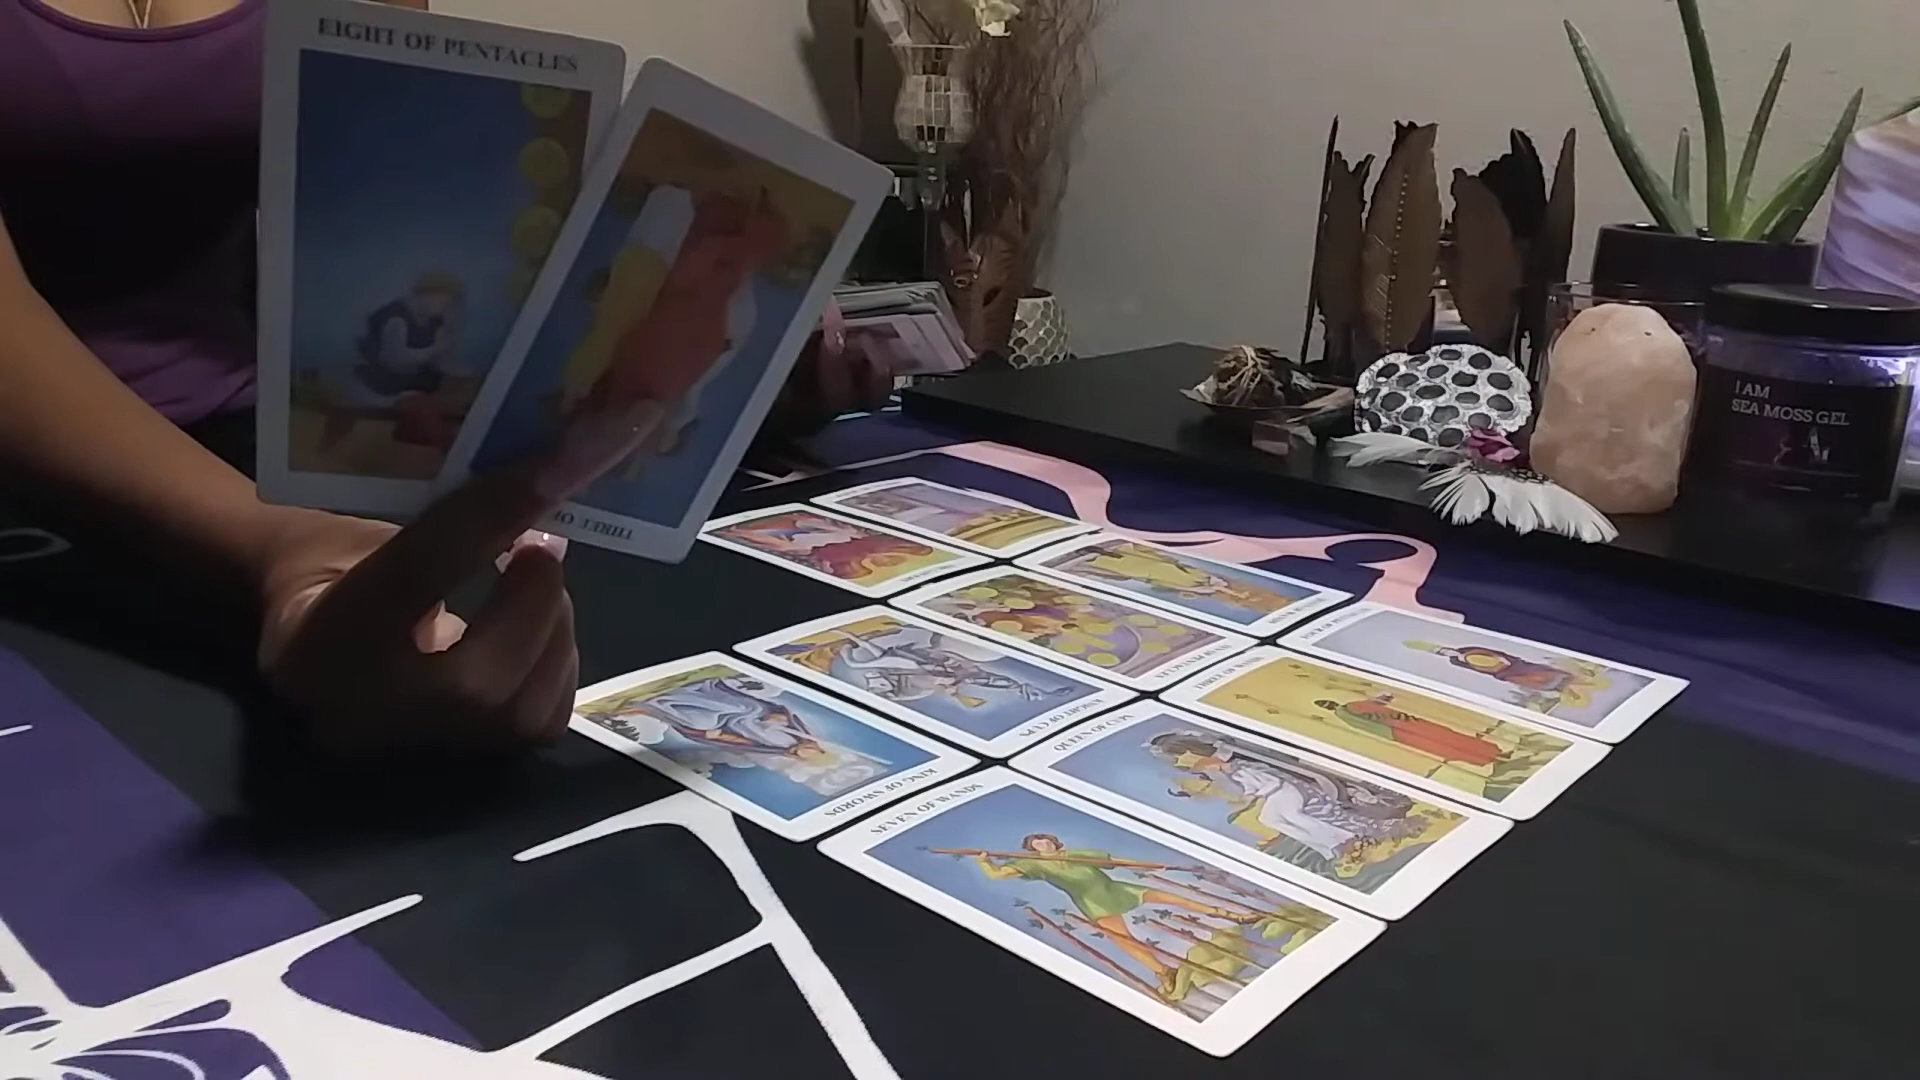 EIGHT OF PENTACLES
THREE OF
FOUR OF
THREE OF WANDS
KNIGHT OF CUPS
QUEEN OF CUPS
KING OF SWORDS
SEVEN OF WANDS
I AM
SEA MOSS GEL